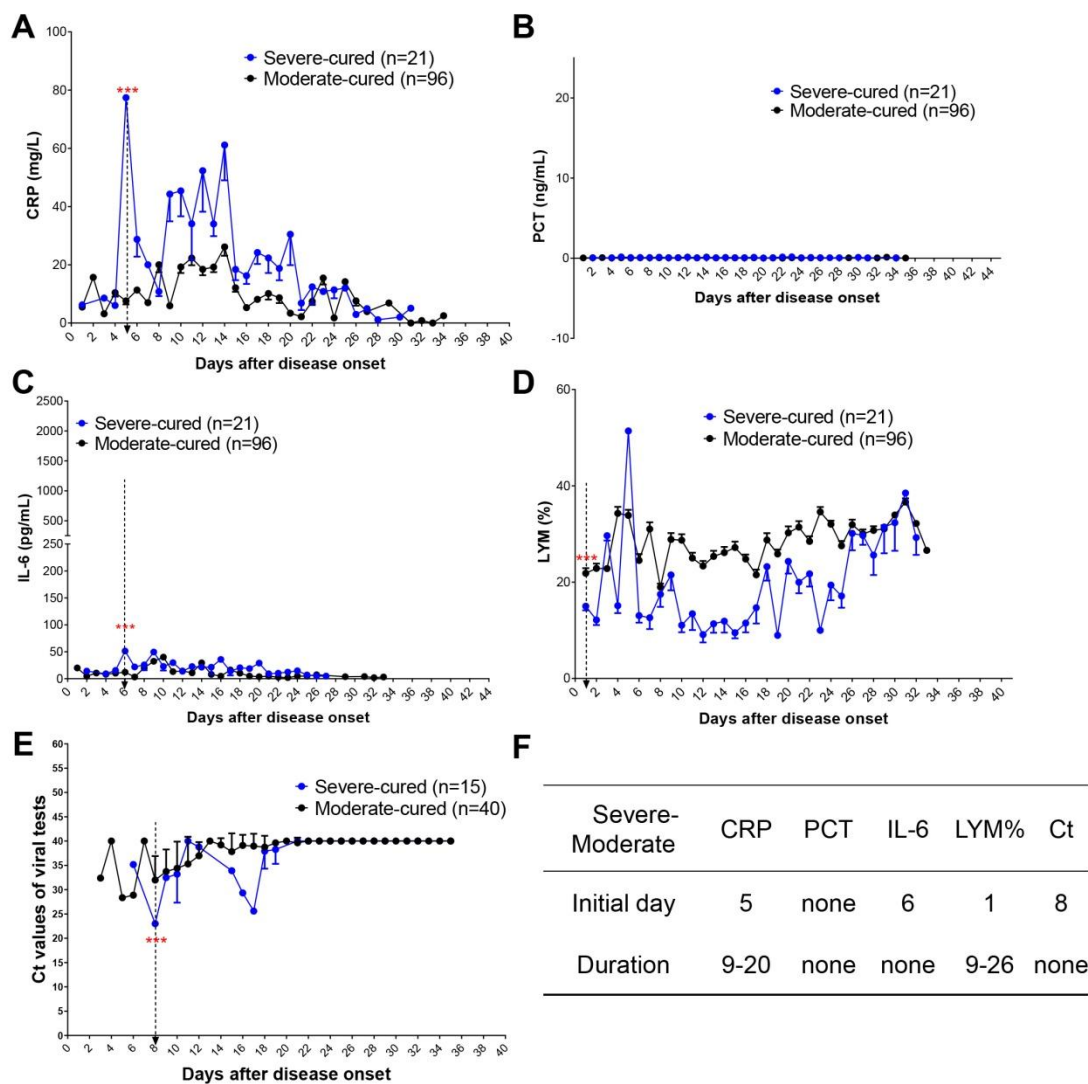 A
CRP (mg/L)
100
80
60
40
20
0
***
Severe-cured (n=21)
Moderate-cured (n=96)
0 2 4 6 8 10 12 14 16 18 20 22 24 26 28 30 32 34 36 38 40
Days after disease onset
B
PCT (ng/mL)
20
10
0
-10
Severe-cured (n=21)
Moderate-cured (n=96)
2 4 6 8 10 12 14 16 18 20 22 24 26 28 30 32 34 36 38 40 42 44
Days after disease onset
C
IL-6 (pg/mL)
2500
2250
2000
1750
1500
1250
1000
750
500
250
200
150
100
50
0
***
Severe-cured (n=21)
Moderate-cured (n=96)
0 2 4 6 8 10 12 14 16 18 20 22 24 26 28 30 32 34 36 38 40 42 44
Days after disease onset
D
LYM (%)
60
40
20
0
***
Severe-cured (n=21)
Moderate-cured (n=96)
0 2 4 6 8 10 12 14 16 18 20 22 24 26 28 30 32 34 36 38 40
Days after disease onset
E
Ct values of viral tests
60
55
50
45
40
35
30
25
20
15
10
5
0
***
Severe-cured (n=15)
Moderate-cured (n=40)
0 2 4 6 8 10 12 14 16 18 20 22 24 26 28 30 32 34 36 38 40
Days after disease onset
F
Severe-
Moderate CRP PCT IL-6 LYM% Ct
Initial day 5 none 6 1 8
Duration 9-20 none none 9-26 none